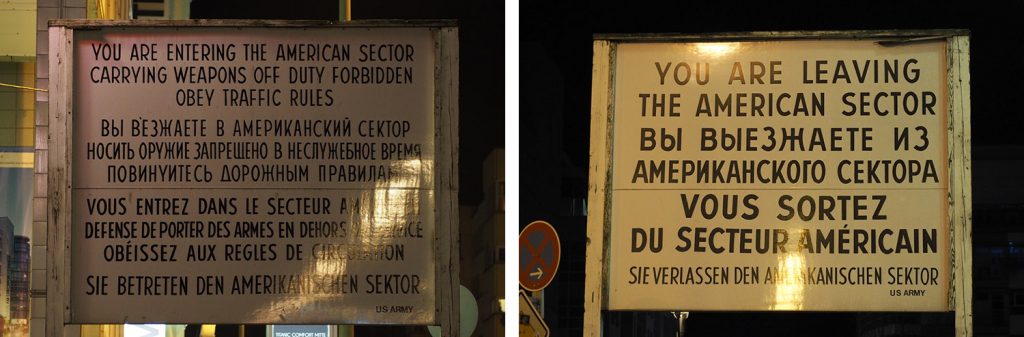 YOU ARE ENTERING THE AMERICAN SECTOR
CARRYING WEAPONS OFF DUTY FORBIDDEN
OBEY TRAFFIC RULES
ВЫ В'ЕЗЖАЕТЕ В АМЕРИКАНСКИЙ СЕКТОР
НОСИТЬ ОРУЖИЕ ЗАПРЕЩЕНО В НЕСЛУЖЕБНОЕ ВРЕМЯ
ПОВИНУЙТЕСЬ ДОРОЖНЫМ ПРАВИЛАМ
VOUS ENTREZ DANS LE SECTEUR
DEFENSE DE PORTER DES ARMES EN DEHORS
OBÉISSEZ AUX REGLES DE CIRCULATION
SIE BETRETEN DEN AMERIKANISCHEN SEKTOR
US ARMY
YOU ARE LEAVING
THE AMERICAN SECTOR
ВЫ ВЫЕЗЖАЕТЕ ИЗ
АМЕРИКАНСКОГО СЕКТОРА
VOUS SORTEZ
DU SECTEUR AMÉRICAIN
SIE VERLASSEN DEN AMERIKANISCHEN SEKTOR
US ARMY